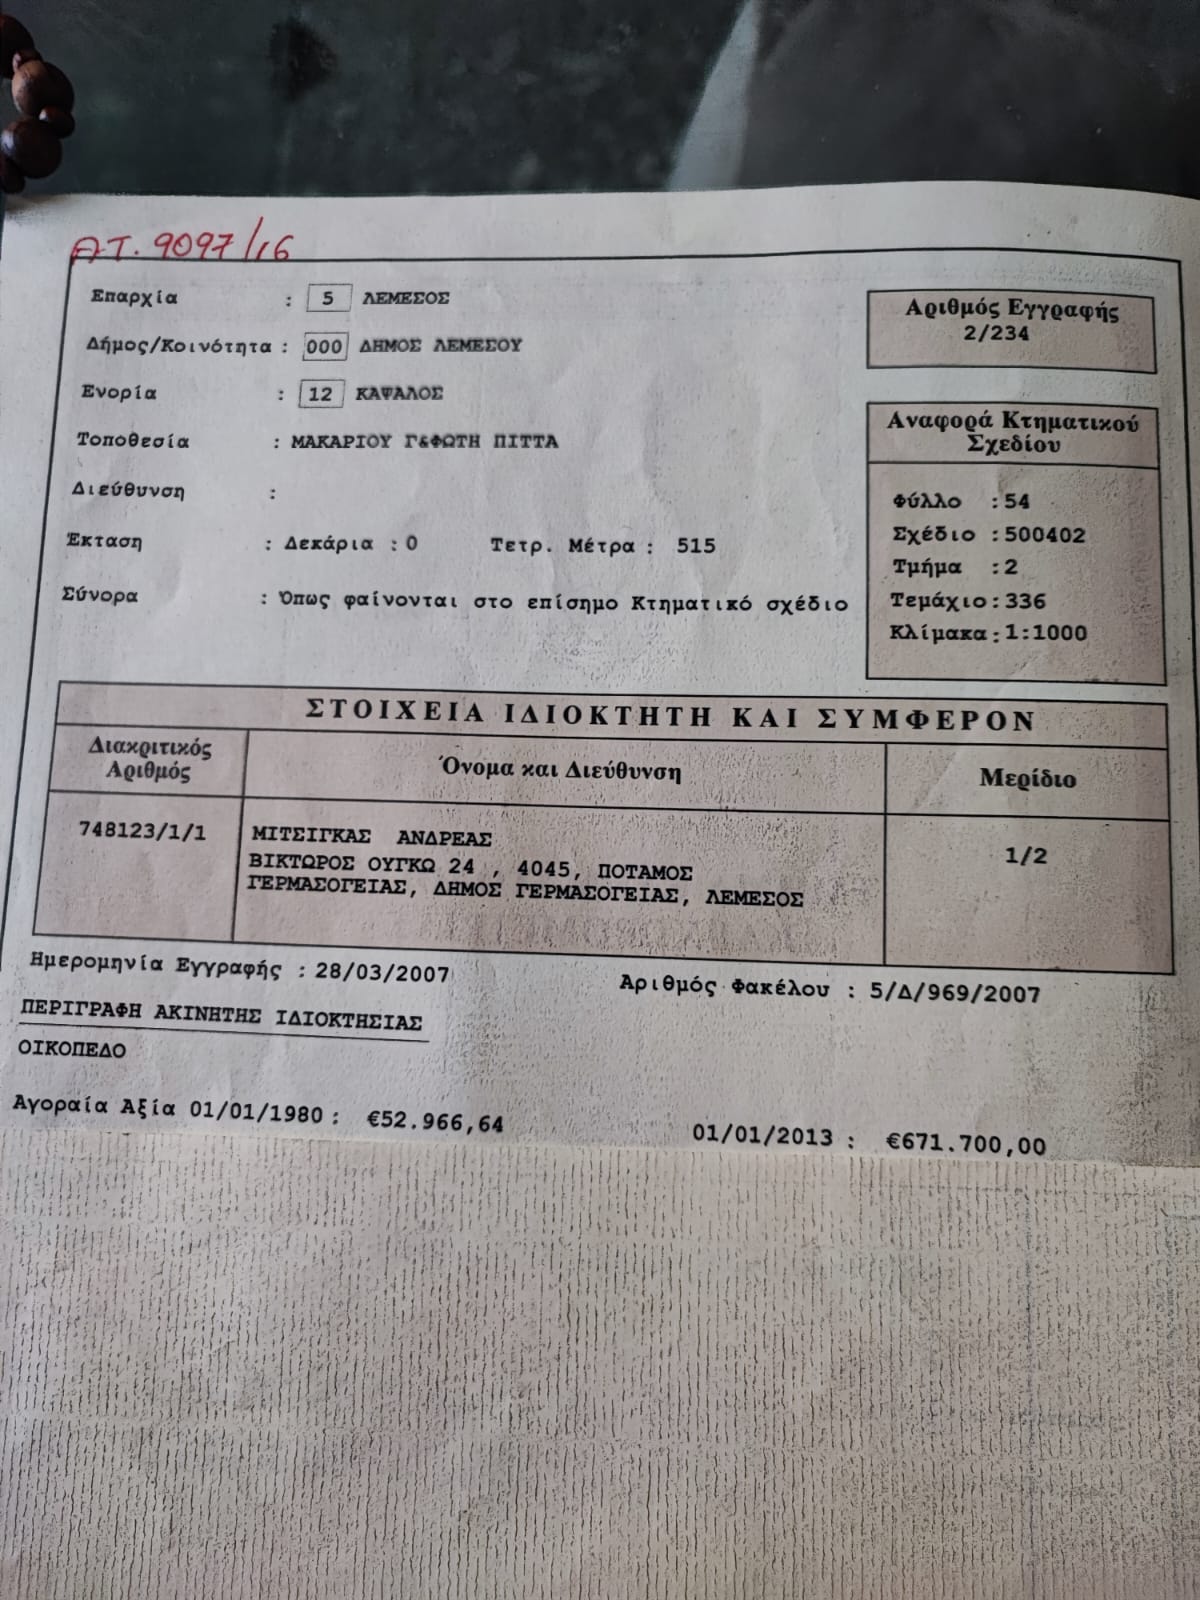 ΑΤ. 9097/16
Επαρχία : 5 ΛΕΜΕΣΟΣ
Δήμος/Κοινότητα : 000 ΔΗΜΟΣ ΛΕΜΕΣΟΥ
Ενορία : 12 ΚΑΨΑΛΟΣ
Τοποθεσία : ΜΑΚΑΡΙΟΥ Γ&ΦΩΤΗ ΠΙΤΤΑ
Διεύθυνση :
Έκταση : Δεκάρια : 0 Τετρ. Μέτρα : 515
Σύνορα : Όπως φαίνονται στο επίσημο Κτηματικό σχέδιο
Αριθμός Εγγραφής
2/234
Αναφορά Κτηματικού
Σχεδίου
Φύλλο : 54
Σχέδιο : 500402
Τμήμα : 2
Τεμάχιο : 336
Κλίμακα : 1:1000
ΣΤΟΙΧΕΙΑ ΙΔΙΟΚΤΗΤΗ ΚΑΙ ΣΥΜΦΕΡΟΝ
Διακριτικός
Αριθμός
Όνομα και Διεύθυνση
Μερίδιο
748123/1/1
ΜΙΤΣΙΓΚΑΣ ΑΝΔΡΕΑΣ
ΒΙΚΤΩΡΟΣ ΟΥΓΚΩ 24 , 4045, ΠΟΤΑΜΟΣ
ΓΕΡΜΑΣΟΓΕΙΑΣ, ΔΗΜΟΣ ΓΕΡΜΑΣΟΓΕΙΑΣ, ΛΕΜΕΣΟΣ
1/2
Ημερομηνία Εγγραφής : 28/03/2007 Αριθμός Φακέλου : 5/Δ/969/2007
ΠΕΡΙΓΡΑΦΗ ΑΚΙΝΗΤΗΣ ΙΔΙΟΚΤΗΣΙΑΣ
ΟΙΚΟΠΕΔΟ
Αγοραία Αξία 01/01/1980 : €52.966,64 01/01/2013 : €671.700,00